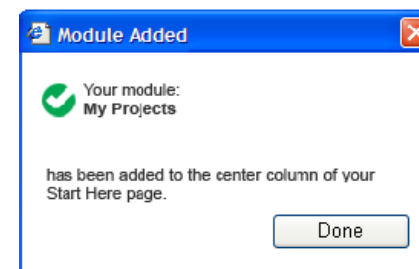 Module Added
Your module:
My Projects
has been added to the center column of your
Start Here page.
Done